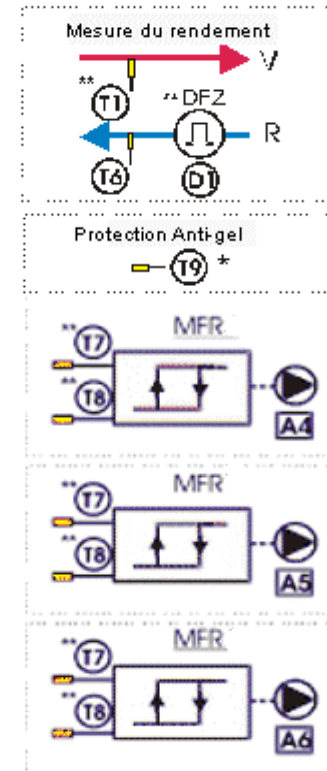 Mesure du rendement
V
**
T1
** DFZ
R
T6
D1
Protection Anti-gel
T9 *
MFR
** T7
** T8
A4
MFR
** T7
** T8
A5
MFR
** T7
** T8
A6